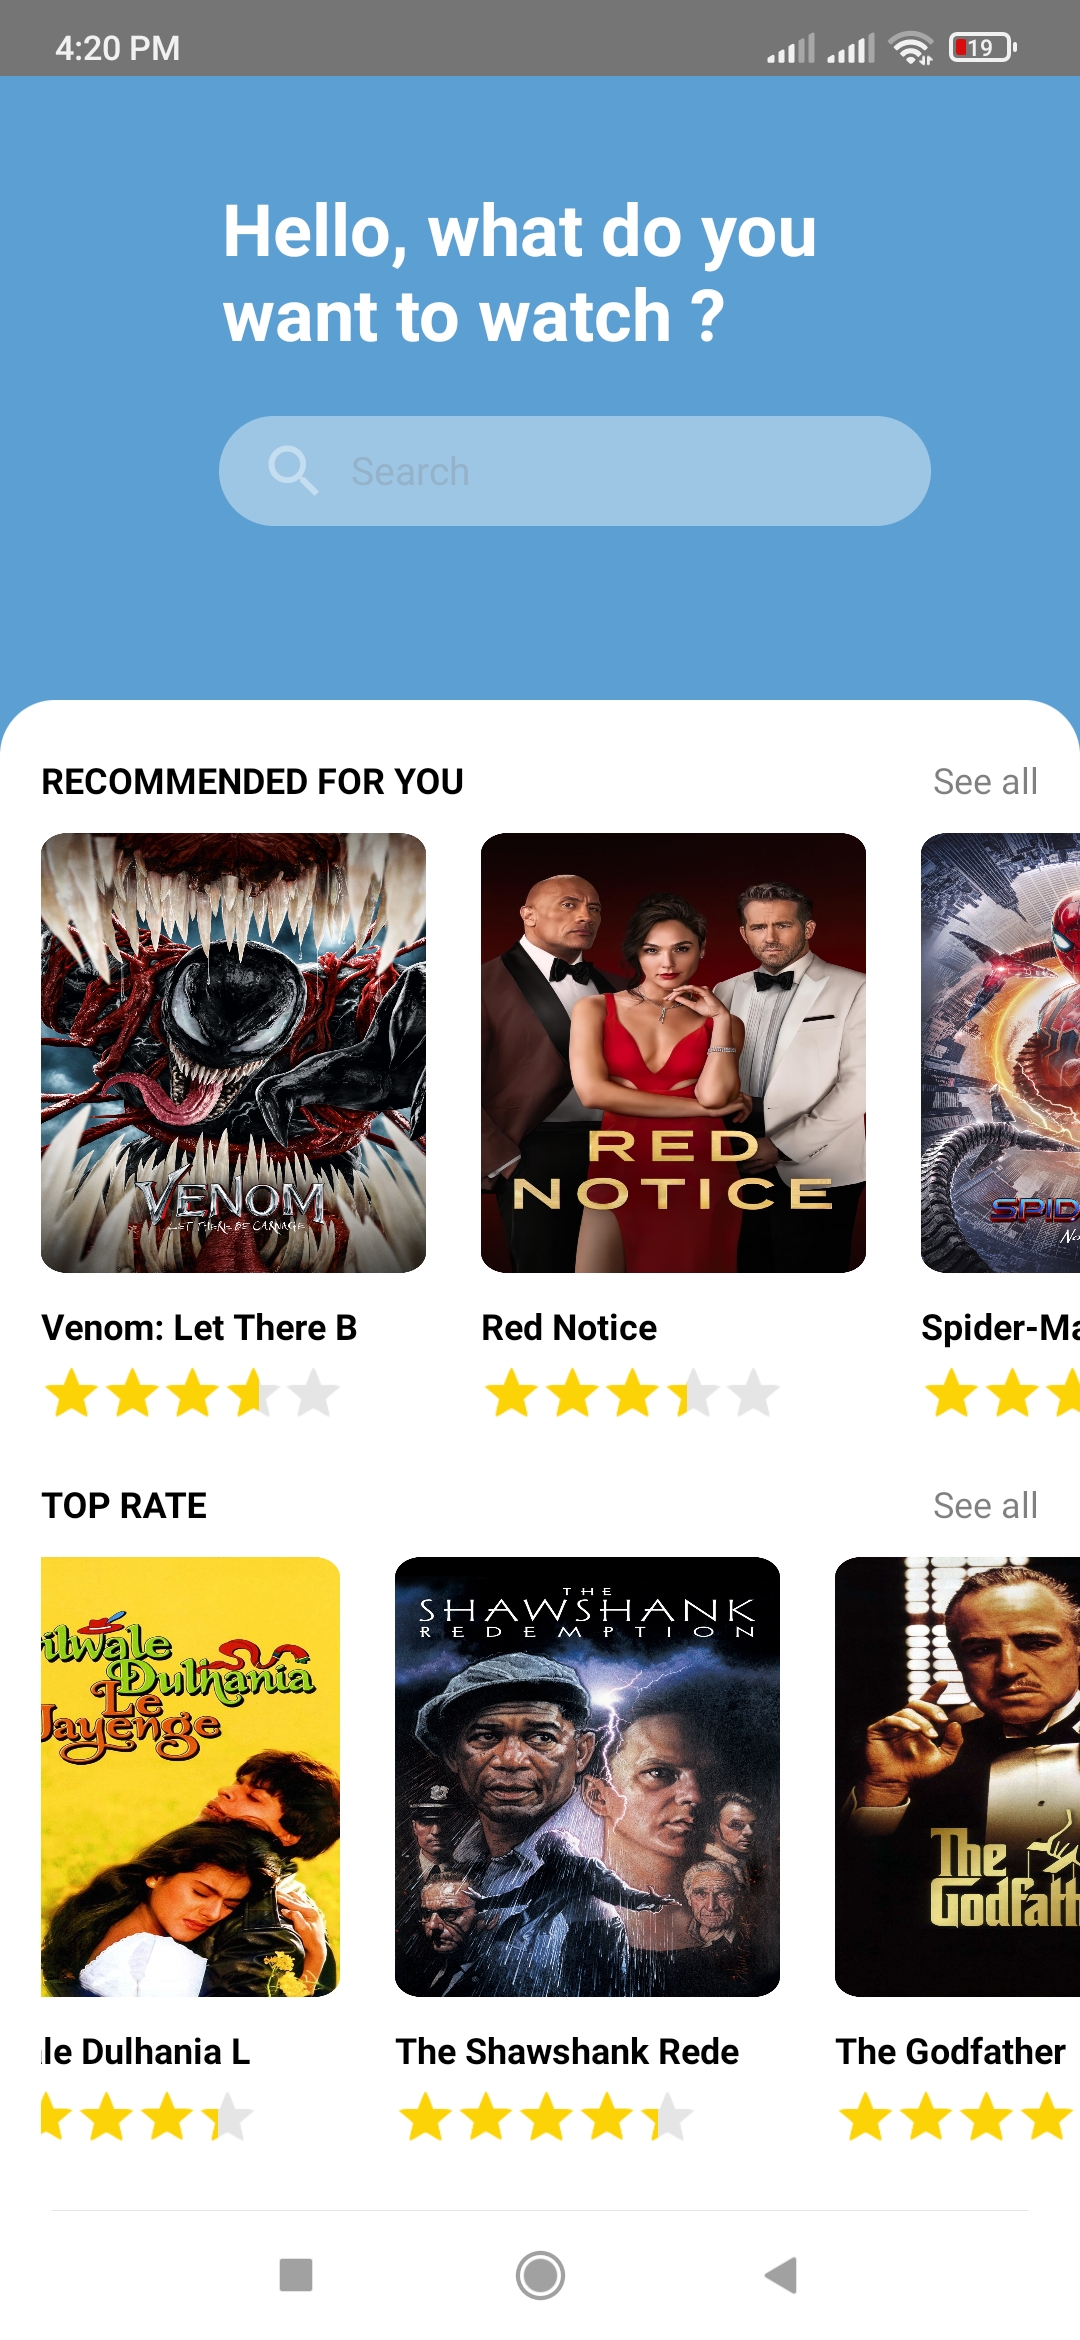 4:20 PM
19
Hello, what do you
want to watch ?
Search
RECOMMENDED FOR YOU
See all
VENOM
LET THERE BE CARNAGE
RED
NOTICE
SPID
No
Venom: Let There B
Red Notice
Spider-Ma
TOP RATE
See all
ilwale
Dulhania
Le
Jayenge
THE
SHAWSHANK
REDEMPTION
The
Godfath
le Dulhania L
The Shawshank Rede
The Godfather